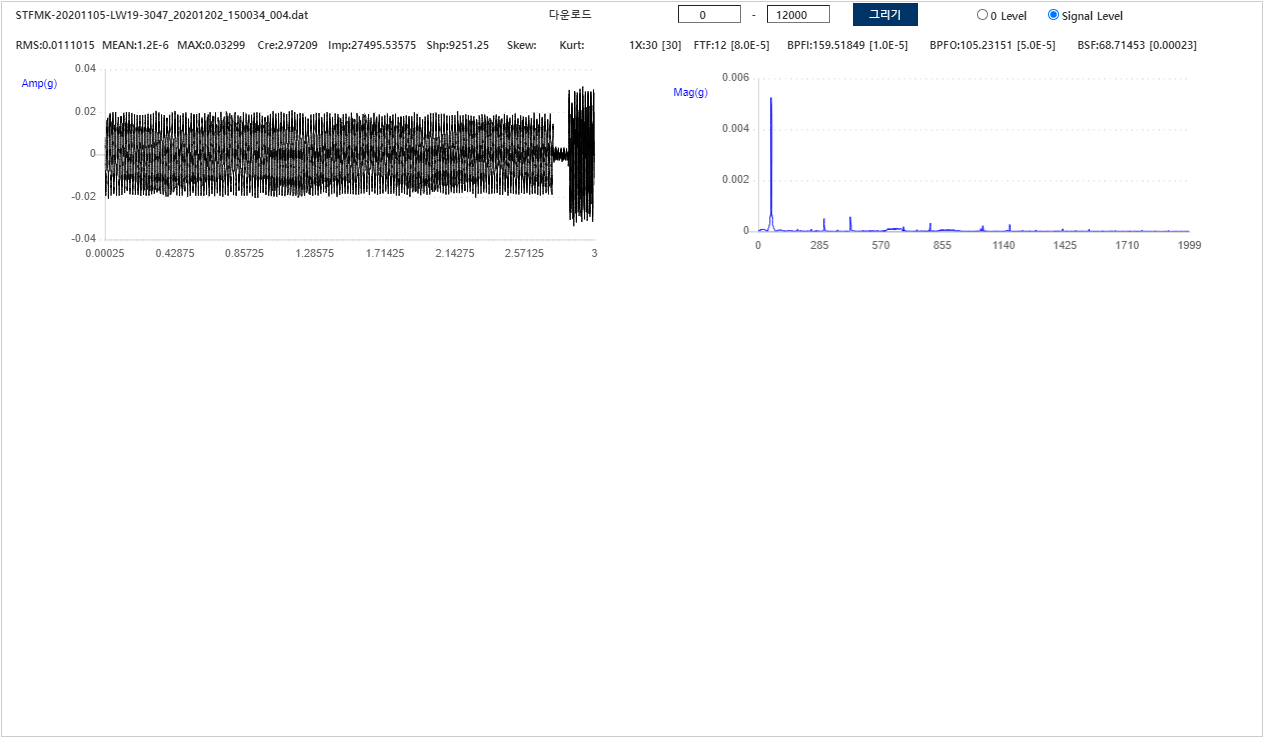 STFMK-20201105-LW19-3047_20201202_150034_004.dat 다운로드 0 - 12000 그리기 0 Level Signal Level
RMS:0.0111015 MEAN:1.2E-6 MAX:0.03299 Cre:2.97209 Imp:27495.53575 Shp:9251.25 Skew: Kurt: 1X:30 [30] FTF:12 [8.0E-5] BPFI:159.51849 [1.0E-5] BPFO:105.23151 [5.0E-5] BSF:68.71453 [0.00023]
Amp(g)
0.04
0.02
0
-0.02
-0.04
0.00025 0.42875 0.85725 1.28575 1.71425 2.14275 2.57125 3
Mag(g)
0.006
0.004
0.002
0
0 285 570 855 1140 1425 1710 1999